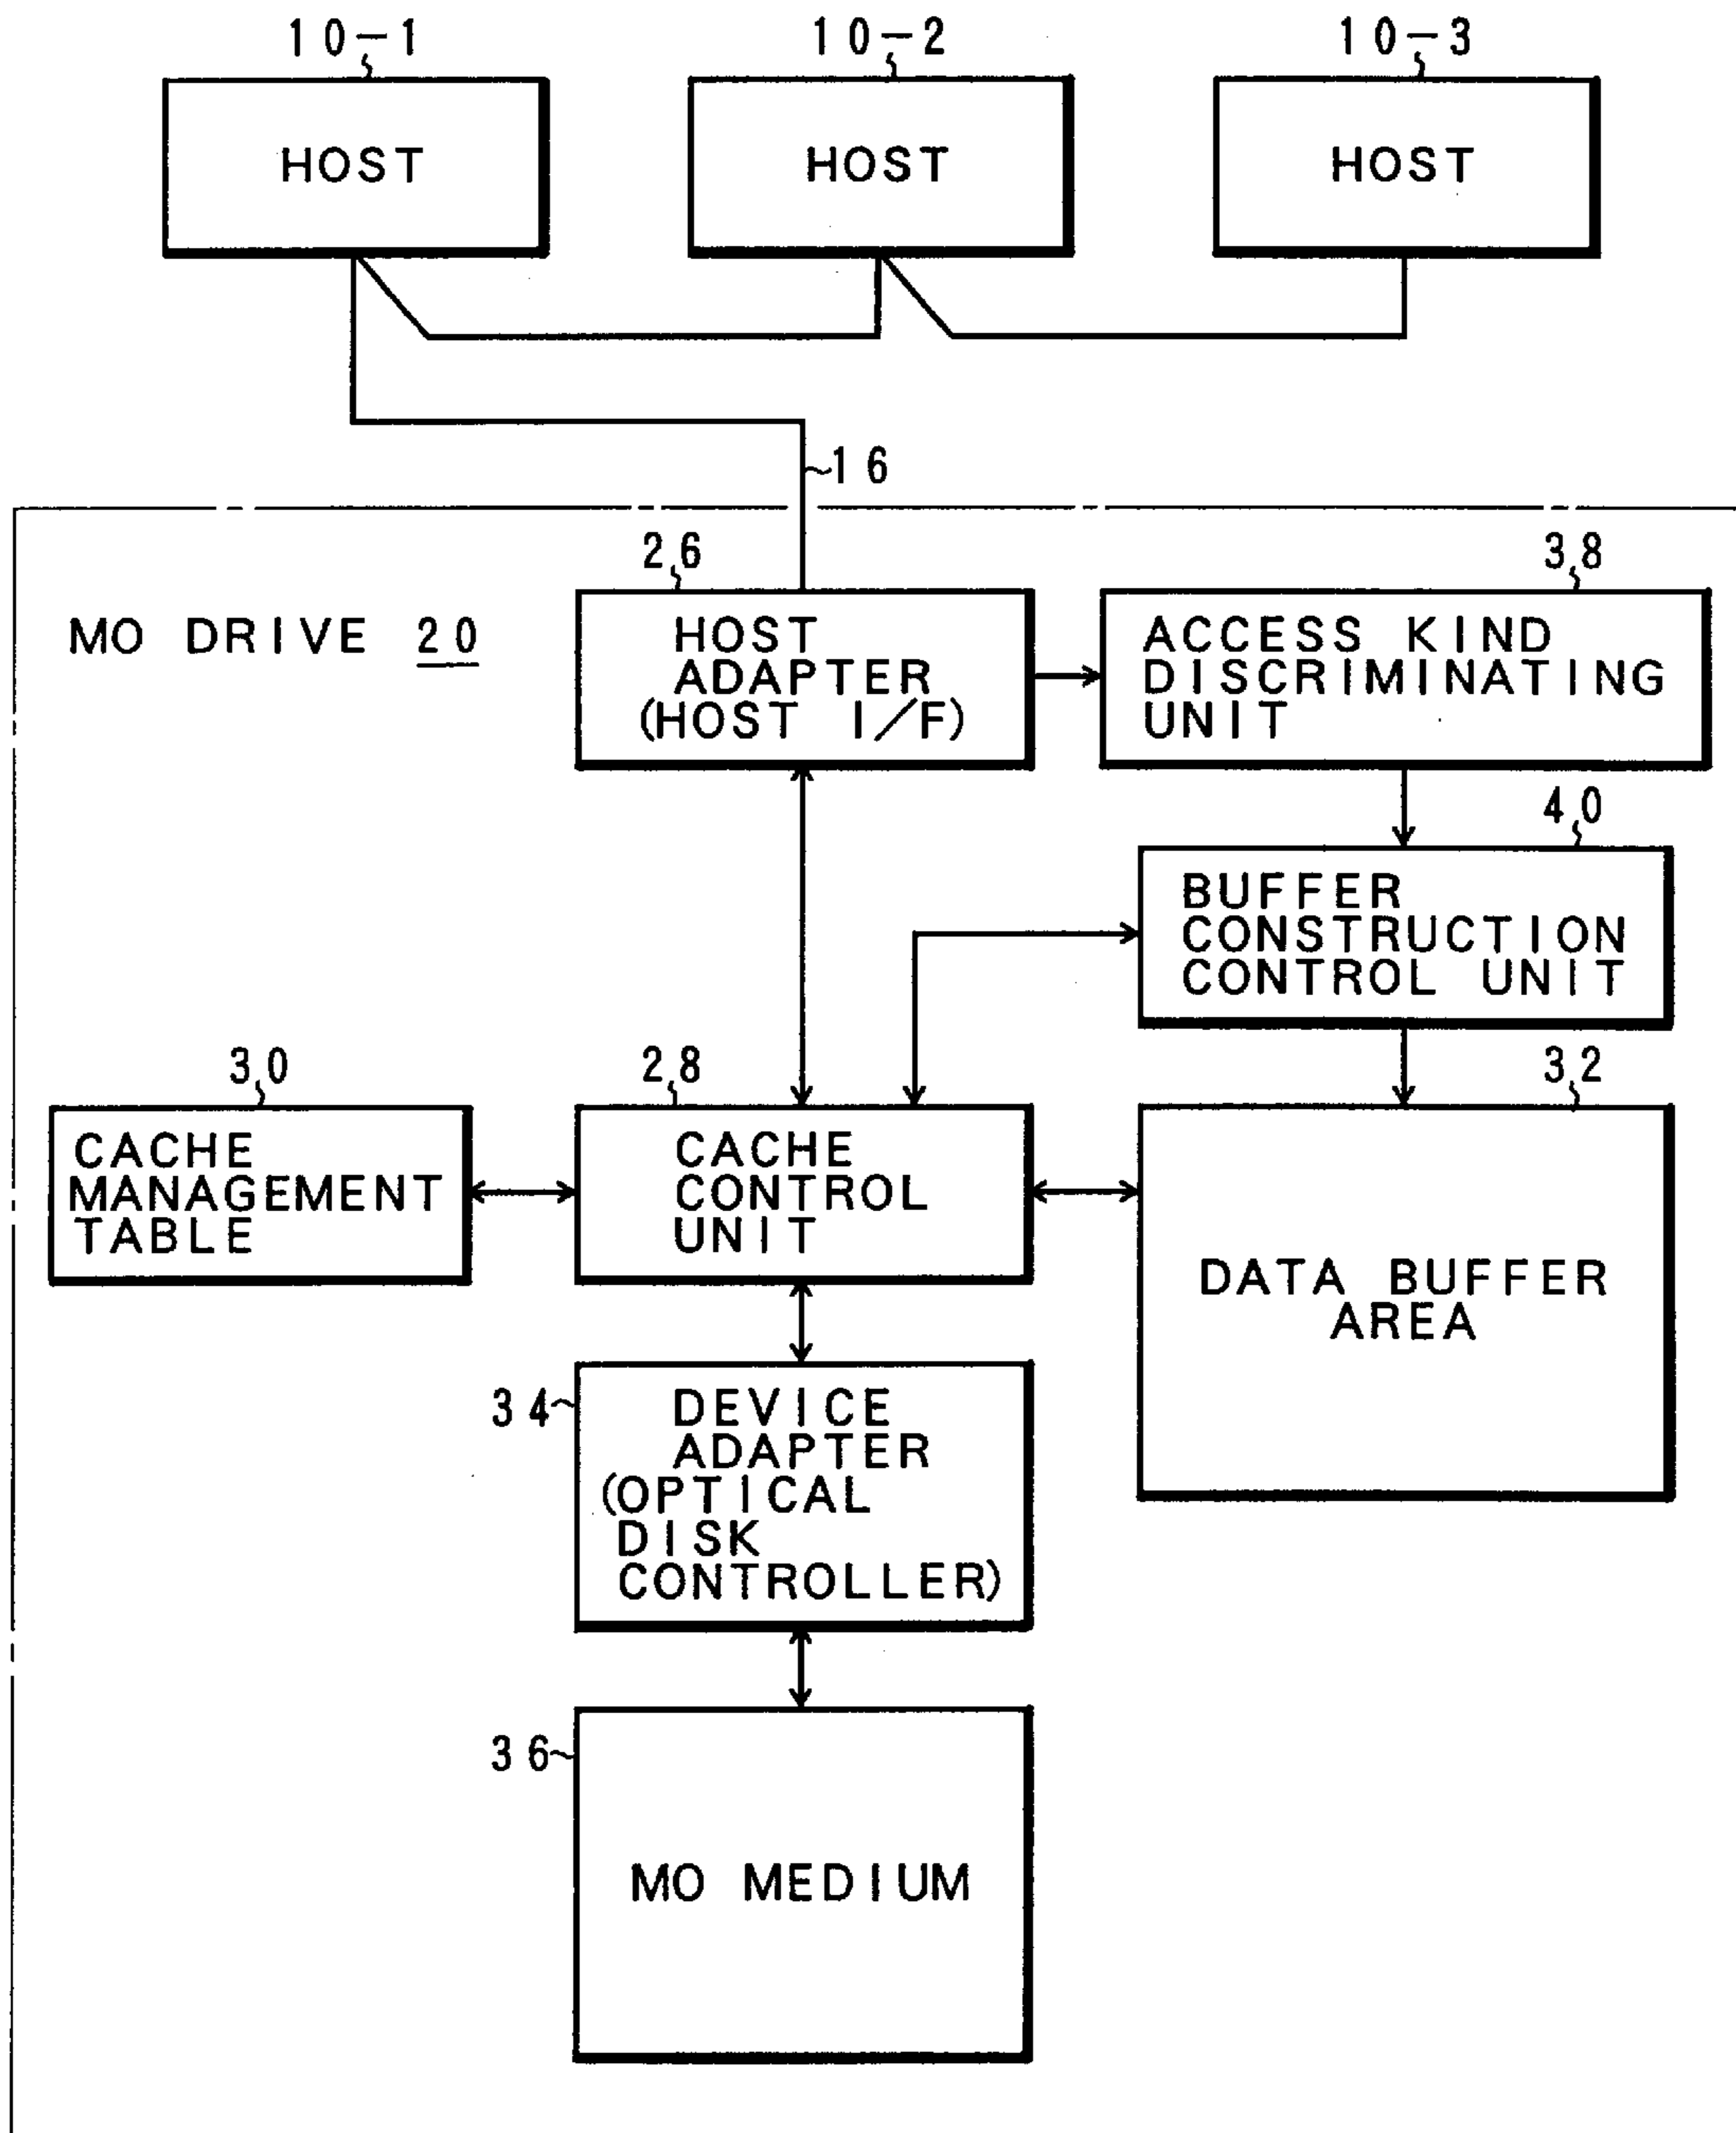 10-1
10-2
10-3
HOST
HOST
HOST
16
26
38
MO DRIVE 20
HOST
ADAPTER
(HOST I/F)
ACCESS KIND
DISCRIMINATING
UNIT
40
BUFFER
CONSTRUCTION
CONTROL UNIT
30
28
32
CACHE
MANAGEMENT
TABLE
CACHE
CONTROL
UNIT
DATA BUFFER
AREA
34
DEVICE
ADAPTER
(OPTICAL
DISK
CONTROLLER)
36
MO MEDIUM